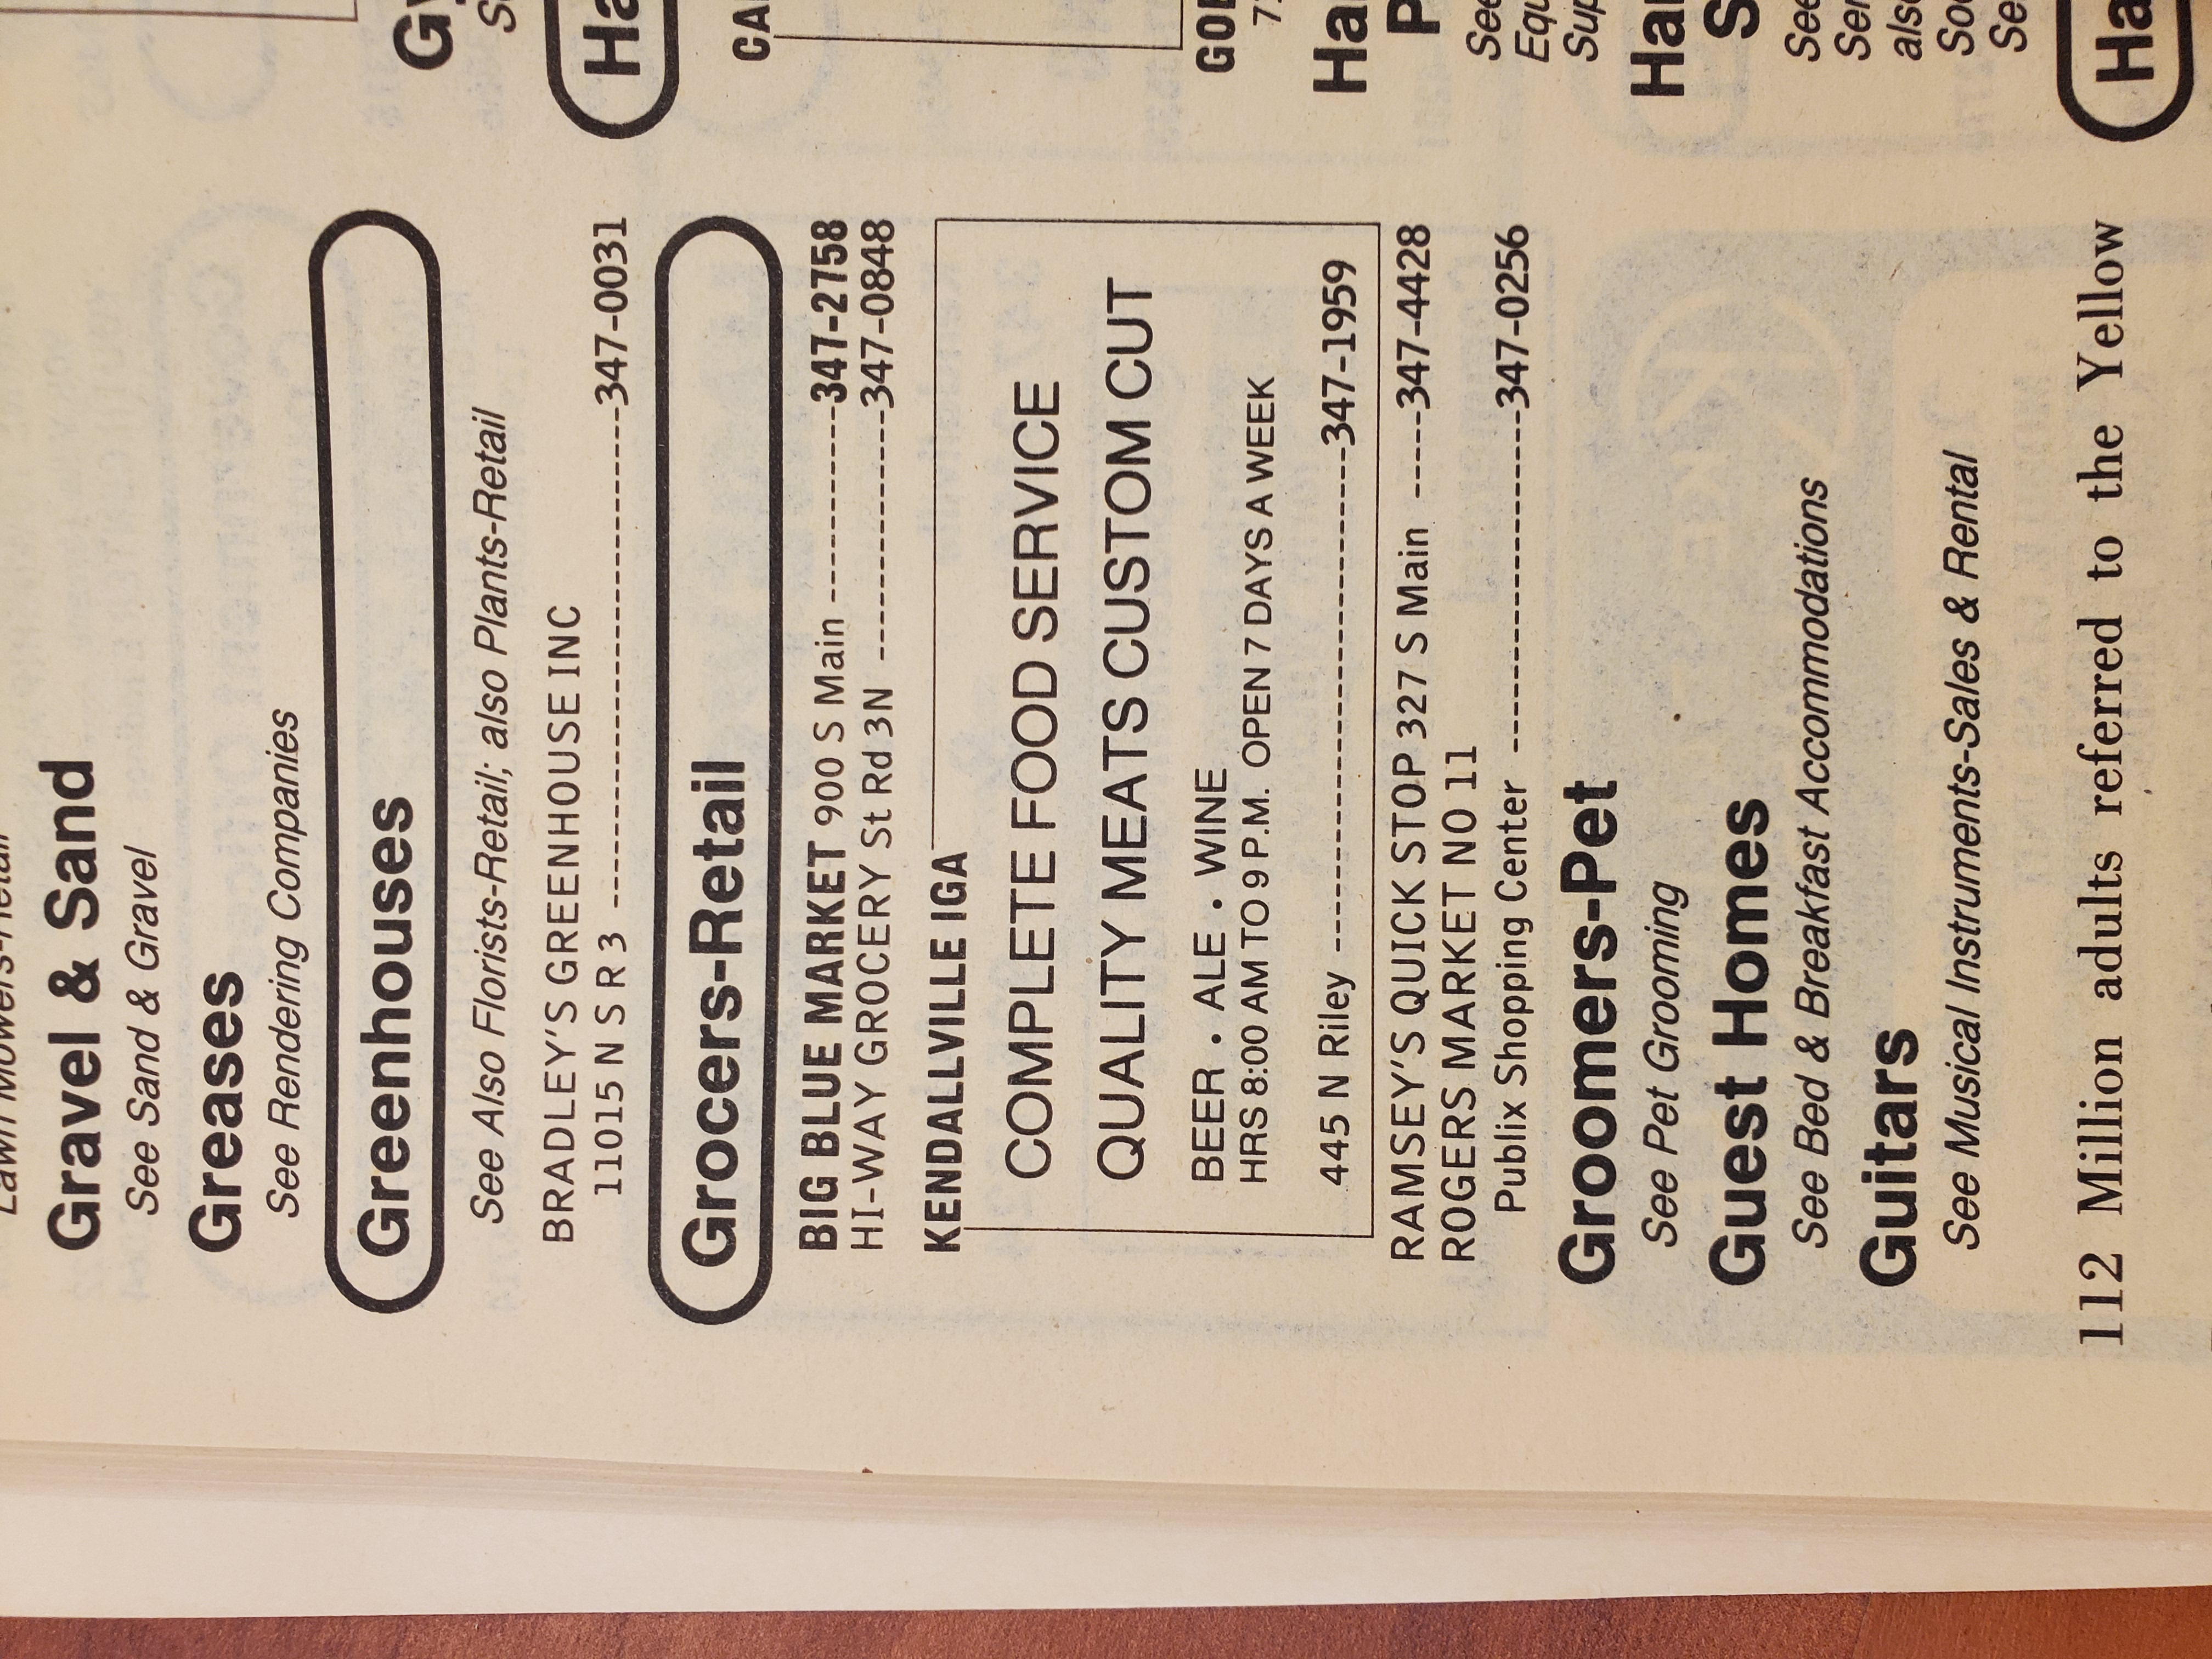 Gravel & Sand
See Sand & Gravel
Greases
See Rendering Companies
Greenhouses
See Also Florists-Retail; also Plants-Retail
BRADLEY'S GREENHOUSE INC
11015 N S R 3 --------------------347-0031
Grocers-Retail
BIG BLUE MARKET 900 S Main -----------347-2758
HI-WAY GROCERY St Rd 3N --------------347-0848
KENDALLVILLE IGA
COMPLETE FOOD SERVICE
QUALITY MEATS CUSTOM CUT
BEER • ALE • WINE
HRS 8:00 AM TO 9 P.M. OPEN 7 DAYS A WEEK
445 N Riley ----------------------------347-1959
RAMSEY'S QUICK STOP 327 S Main -----347-4428
ROGERS MARKET NO 11
Publix Shopping Center -------------------347-0256
Groomers-Pet
See Pet Grooming
Guest Homes
See Bed & Breakfast Accommodations
Guitars
See Musical Instruments-Sales & Rental
112 Million adults referred to the Yellow